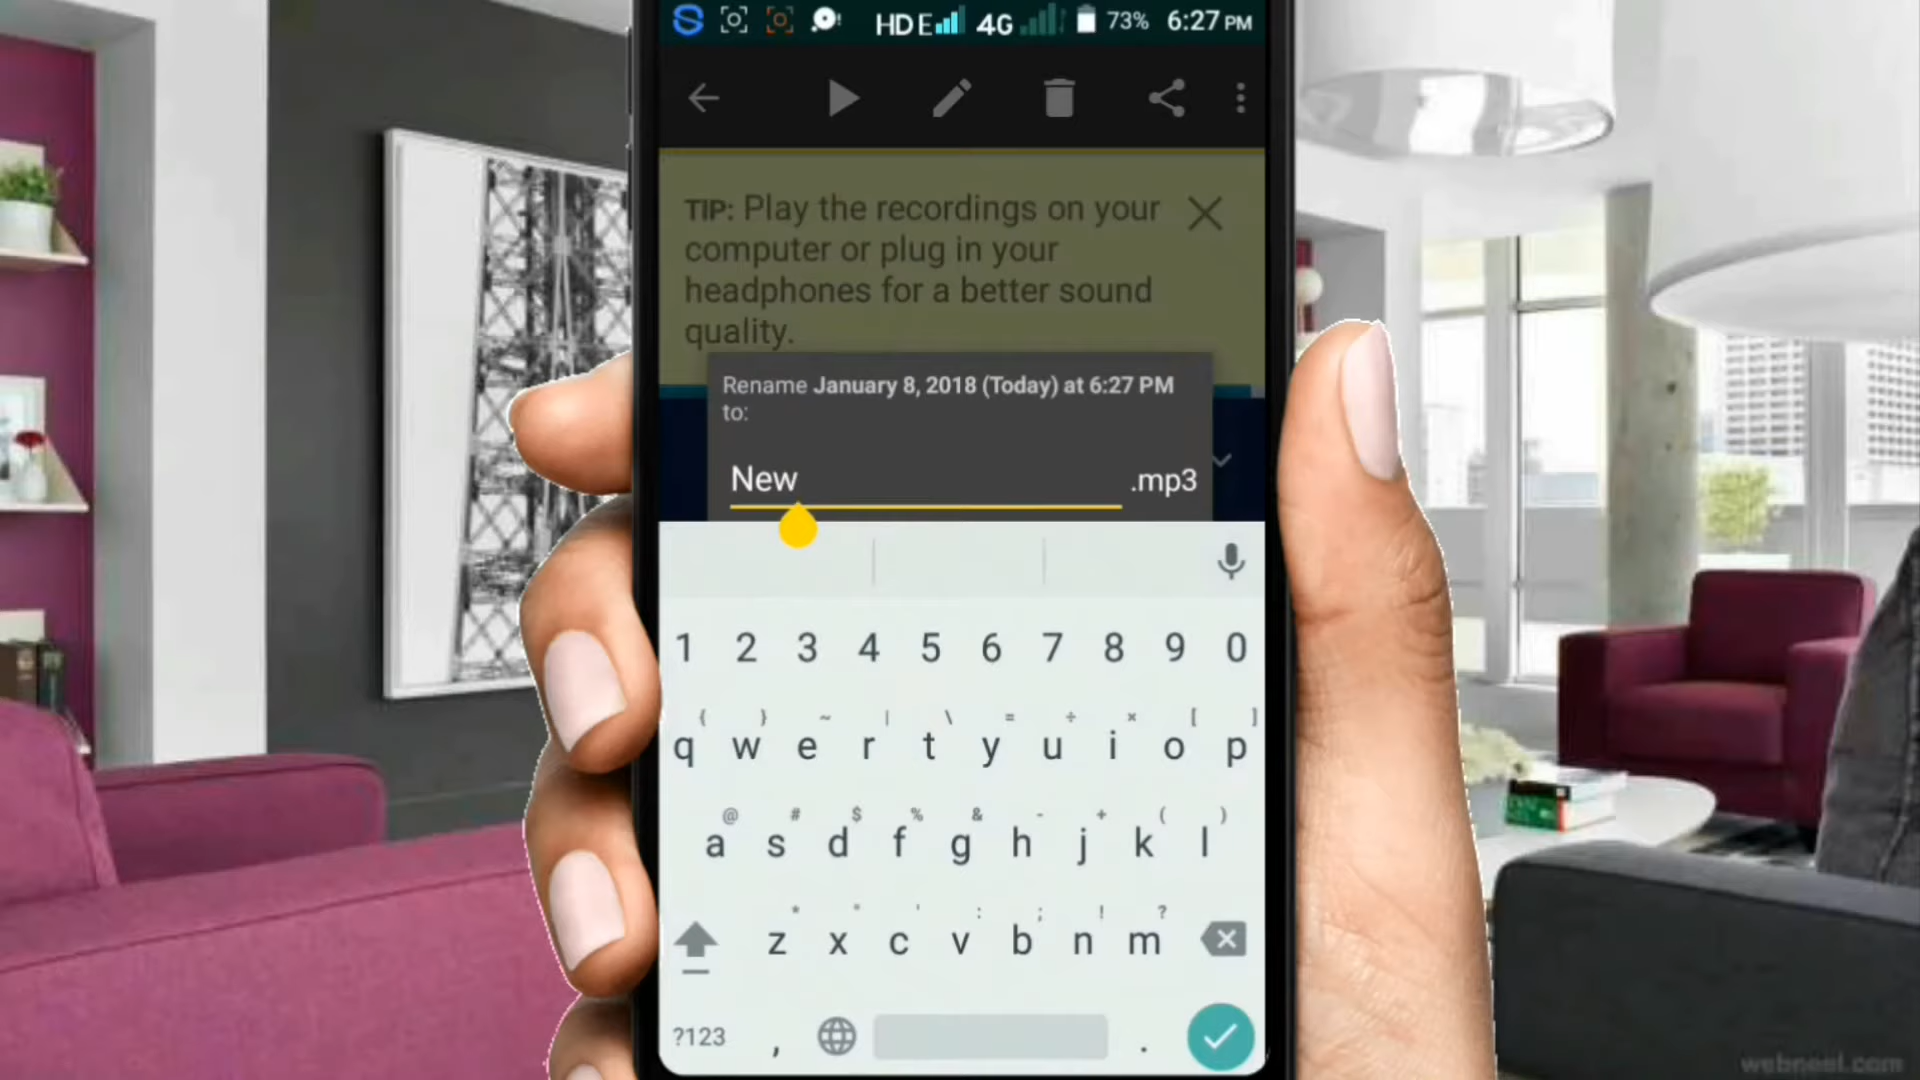 HD E 4G 73% 6:27 PM
TIP: Play the recordings on your
computer or plug in your
headphones for a better sound
quality.
Rename January 8, 2018 (Today) at 6:27 PM
to:
New .mp3
1 2 3 4 5 6 7 8 9 0
{ } ~ | \ = ÷ × [ ]
q w e r t y u i o p
@ # $ % & - + ( )
a s d f g h j k l
* " ' : ; ! ?
z x c v b n m
?123 , .